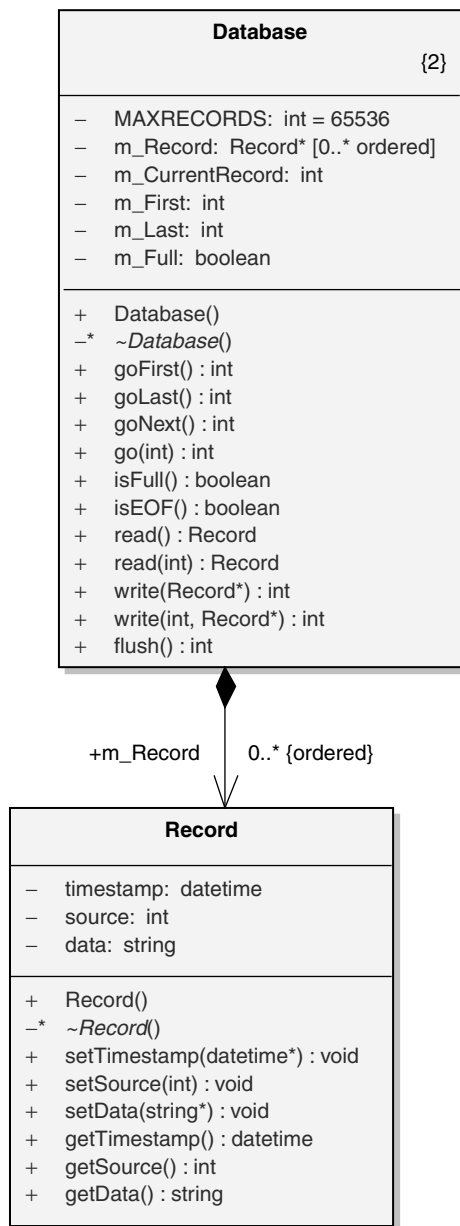 Database
{2}
– MAXRECORDS: int = 65536
– m_Record: Record* [0..* ordered]
– m_CurrentRecord: int
– m_First: int
– m_Last: int
– m_Full: boolean
+ Database()
–* ~Database()
+ goFirst() : int
+ goLast() : int
+ goNext() : int
+ go(int) : int
+ isFull() : boolean
+ isEOF() : boolean
+ read() : Record
+ read(int) : Record
+ write(Record*) : int
+ write(int, Record*) : int
+ flush() : int
+m_Record 0..* {ordered}
Record
– timestamp: datetime
– source: int
– data: string
+ Record()
–* ~Record()
+ setTimestamp(datetime*) : void
+ setSource(int) : void
+ setData(string*) : void
+ getTimestamp() : datetime
+ getSource() : int
+ getData() : string